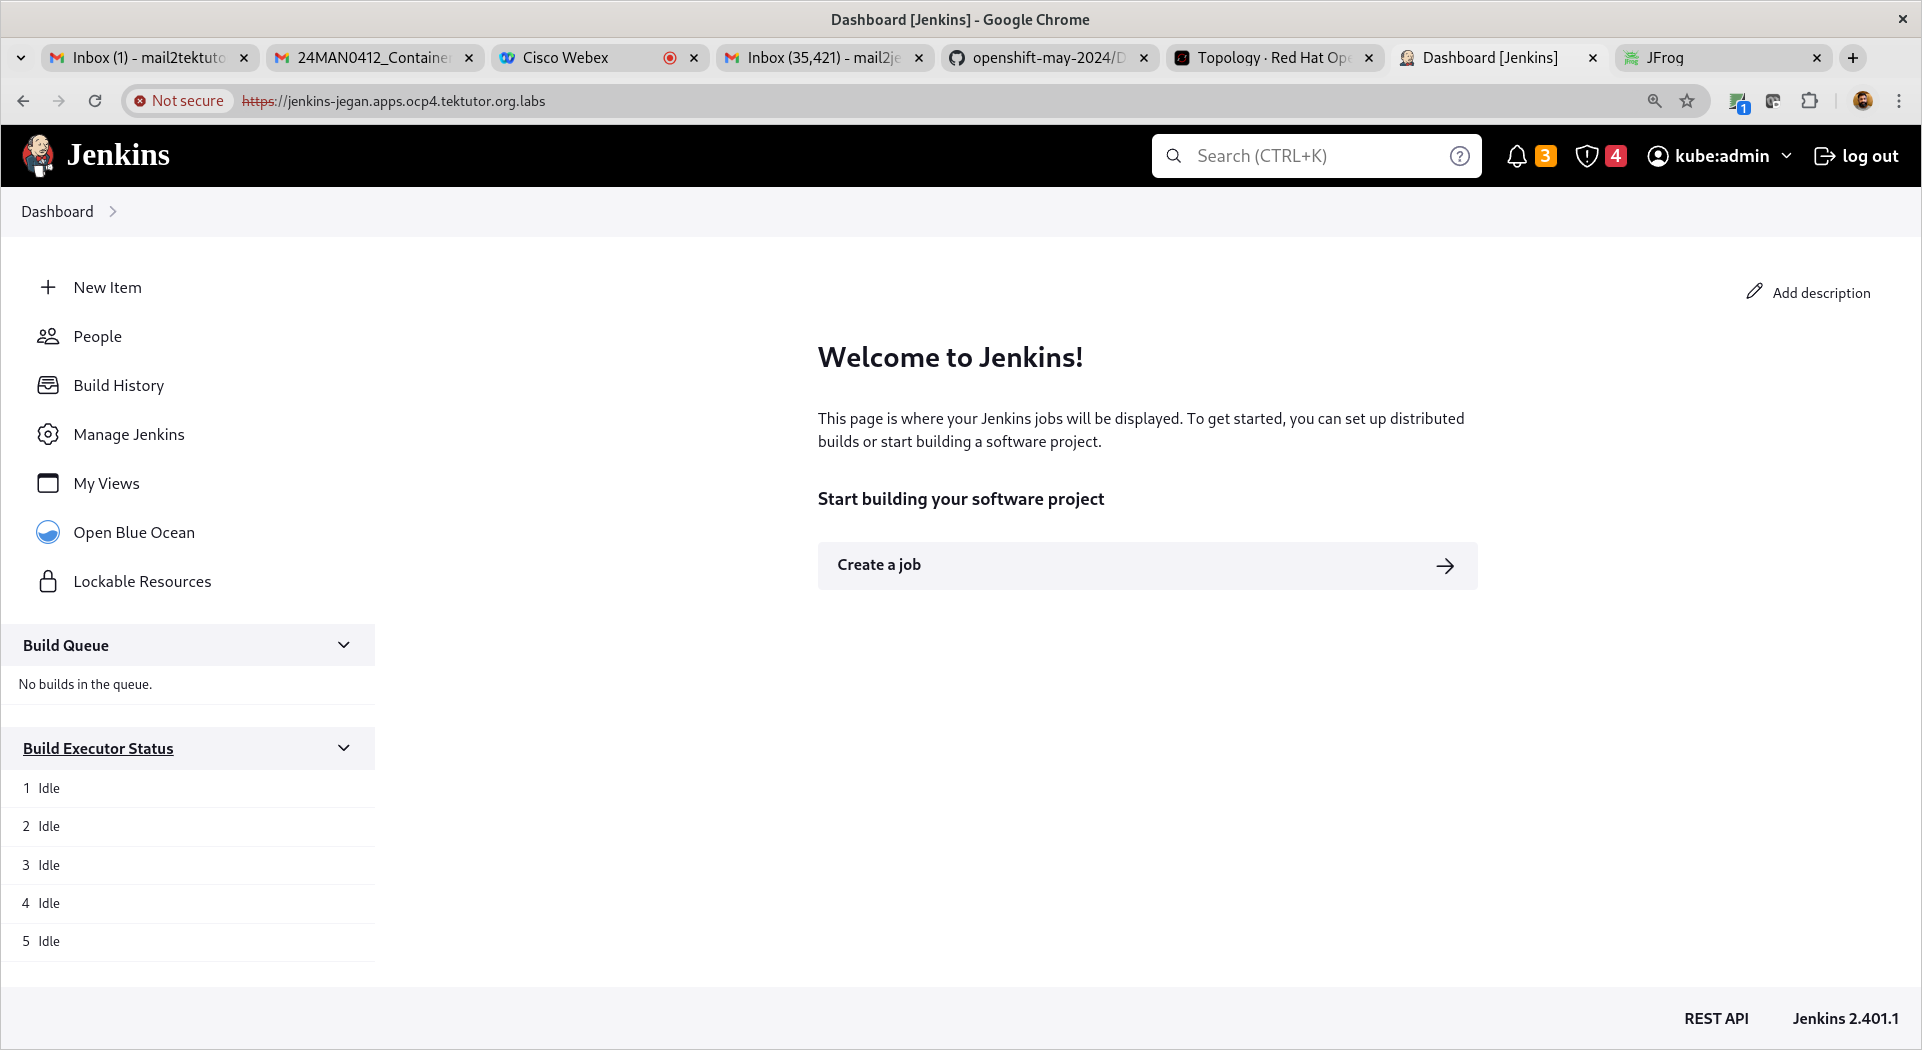 Dashboard [Jenkins] - Google Chrome
Inbox (1) - mail2tektuto
24MAN0412_Container
Cisco Webex
Inbox (35,421) - mail2je
openshift-may-2024/D
Topology · Red Hat Ope
Dashboard [Jenkins]
JFrog
Not secure
https://jenkins-jegan.apps.ocp4.tektutor.org.labs
1
Jenkins
Search (CTRL+K)
3
4
kube:admin
log out
Dashboard
New Item
People
Build History
Manage Jenkins
My Views
Open Blue Ocean
Lockable Resources
Add description
Welcome to Jenkins!
This page is where your Jenkins jobs will be displayed. To get started, you can set up distributed
builds or start building a software project.
Start building your software project
Create a job
Build Queue
No builds in the queue.
Build Executor Status
1 Idle
2 Idle
3 Idle
4 Idle
5 Idle
REST API
Jenkins 2.401.1